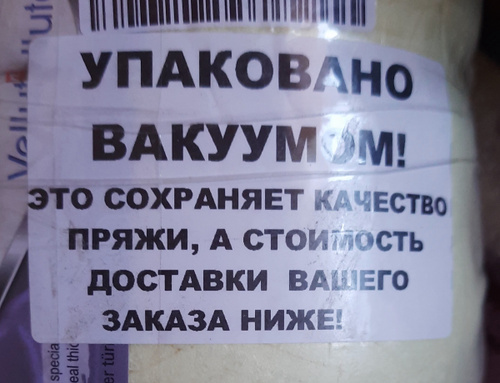 УПАКОВАНО
ВАКУУМОМ!
ЭТО СОХРАНЯЕТ КАЧЕСТВО
ПРЯЖИ, А СТОИМОСТЬ
ДОСТАВКИ ВАШЕГО
ЗАКАЗА НИЖЕ!